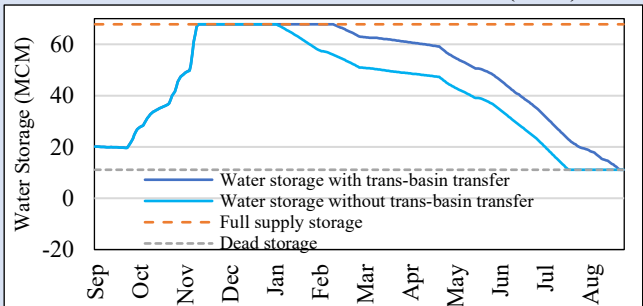 Water Storage (MCM)
60
40
20
0
-20
Water storage with trans-basin transfer
Water storage without trans-basin transfer
Full supply storage
Dead storage
Sep Oct Nov Dec Jan Feb Mar Apr May Jun Jul Aug